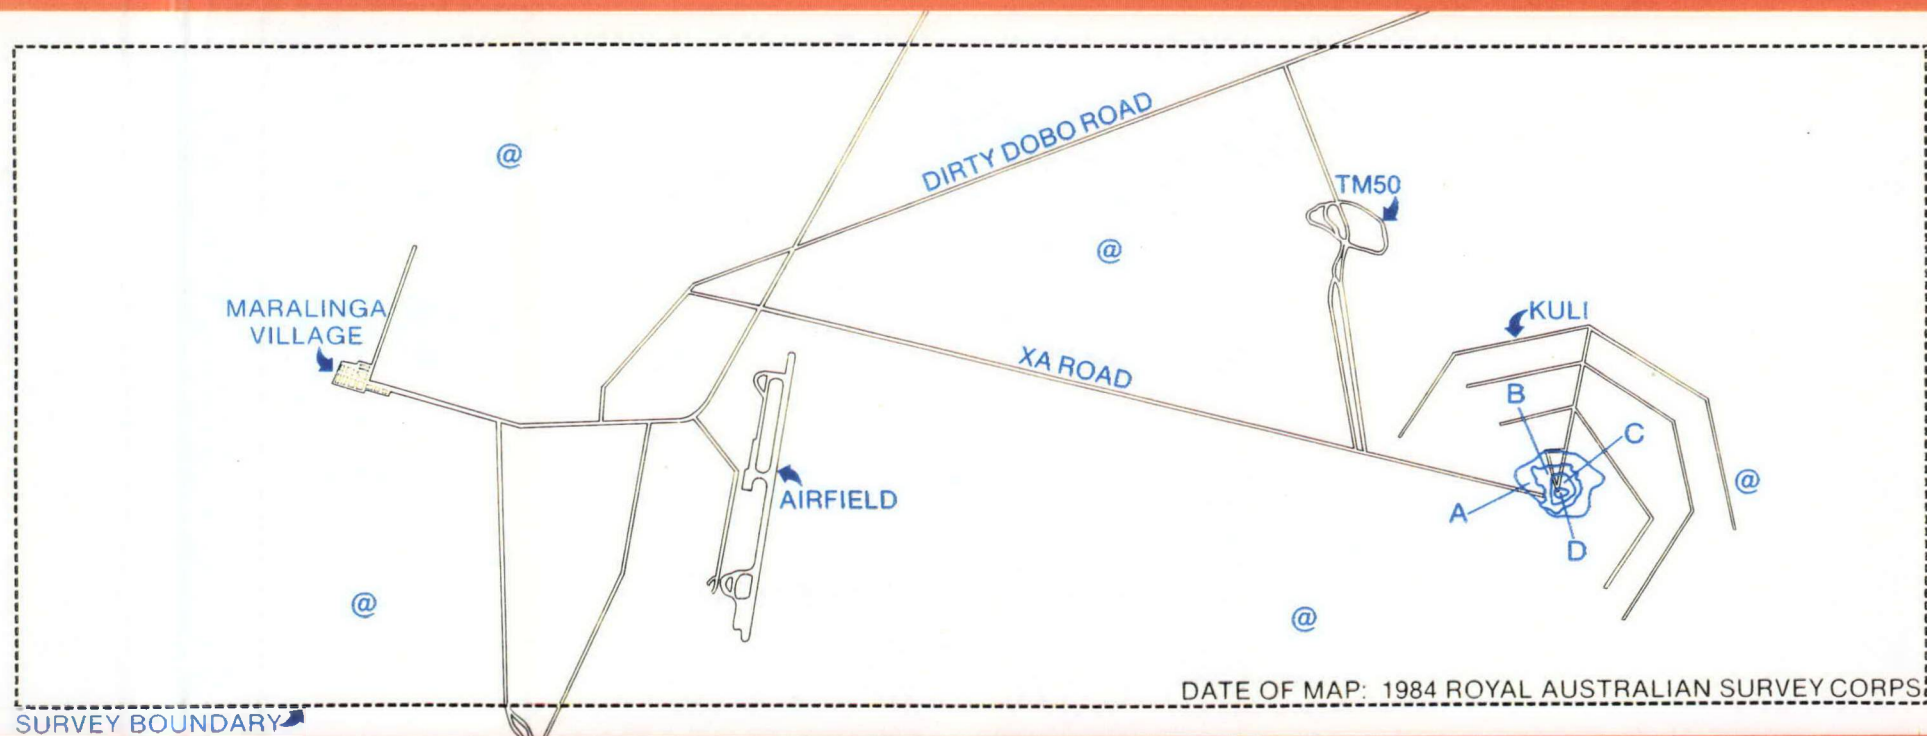 @
DIRTY DOBO ROAD
TM50
@
MARALINGA
VILLAGE
KULI
XA ROAD
B
C
@
AIRFIELD
A
D
@
@
DATE OF MAP: 1984 ROYAL AUSTRALIAN SURVEY CORPS
SURVEY BOUNDARY